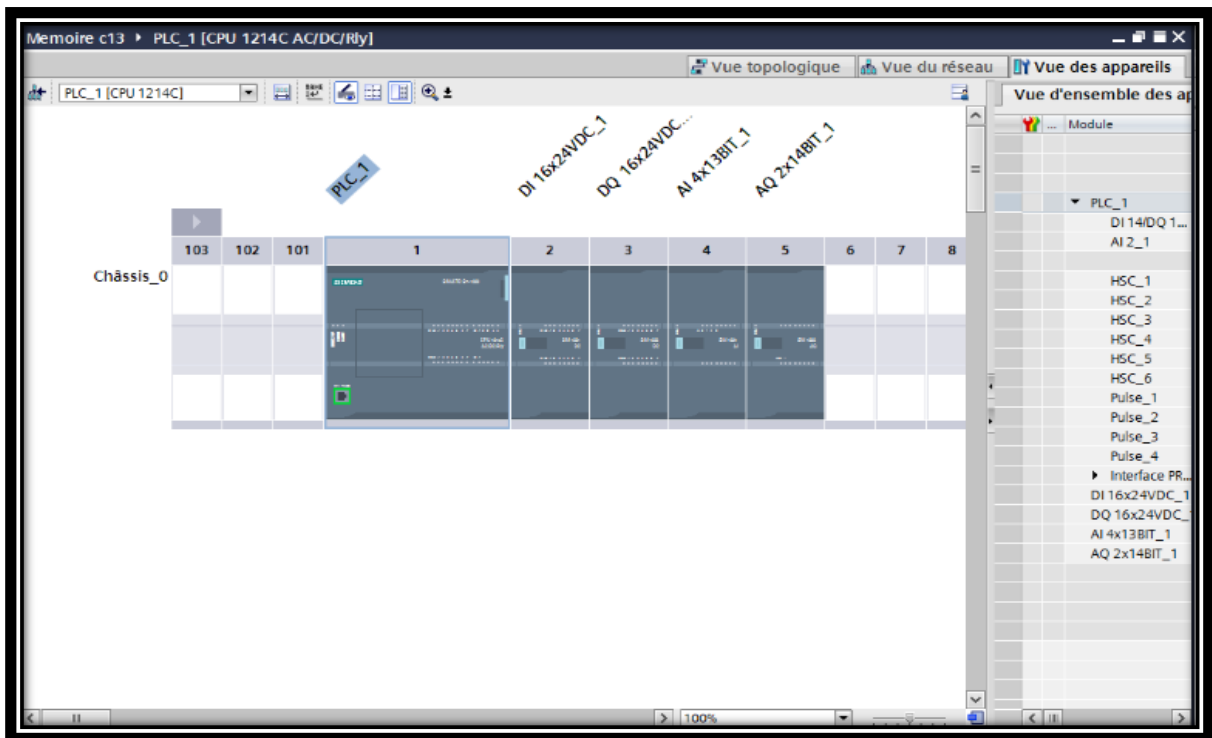 Memoire c13 ▸ PLC_1 [CPU 1214C AC/DC/Rly]
Vue topologique
Vue du réseau
Vue des appareils
PLC_1 [CPU 1214C]
Vue d'ensemble des ap
... Module
PLC_1
DI 16x24VDC_1
DQ 16x24VDC...
AI 4x13BIT_1
AQ 2x14BIT_1
103 102 101 1 2 3 4 5 6 7 8
Châssis_0
SIEMENS
PLC_1
DI 14/DQ 1...
AI 2_1
HSC_1
HSC_2
HSC_3
HSC_4
HSC_5
HSC_6
Pulse_1
Pulse_2
Pulse_3
Pulse_4
Interface PR...
DI 16x24VDC_1
DQ 16x24VDC_
AI 4x13BIT_1
AQ 2x14BIT_1
100%